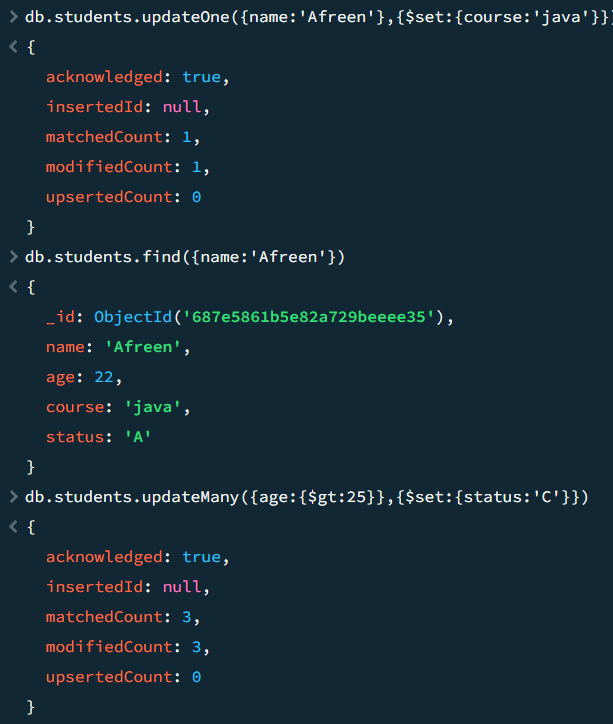 > db.students.updateOne({name:'Afreen'},{$set:{course:'java'}})
< {
acknowledged: true,
insertedId: null,
matchedCount: 1,
modifiedCount: 1,
upsertedCount: 0
}
> db.students.find({name:'Afreen'})
< {
_id: ObjectId('687e5861b5e82a729beeee35'),
name: 'Afreen',
age: 22,
course: 'java',
status: 'A'
}
> db.students.updateMany({age:{$gt:25}},{$set:{status:'C'}})
< {
acknowledged: true,
insertedId: null,
matchedCount: 3,
modifiedCount: 3,
upsertedCount: 0
}